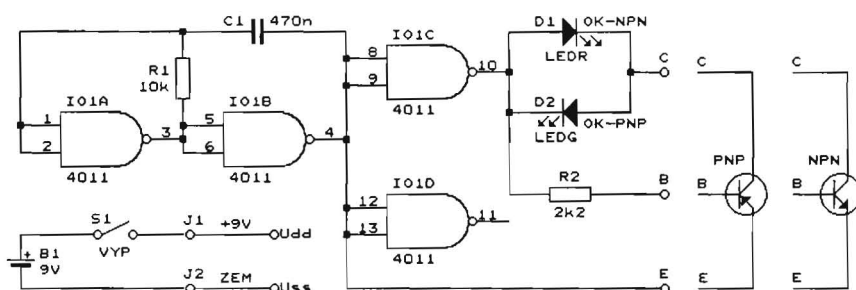 C1 470n
R1
10k
IO1A
1
2
3
4011
IO1B
5
6
4
4011
IO1C
8
9
10
4011
IO1D
12
13
11
4011
D1 OK-NPN
LEDR
D2
OK-PNP
LEDG
R2
2k2
C
B
E
C
PNP
B
E
C
NPN
B
E
S1
VYP
J1 +9V
Udd
+
B1
9V
J2 ZEM
Uss